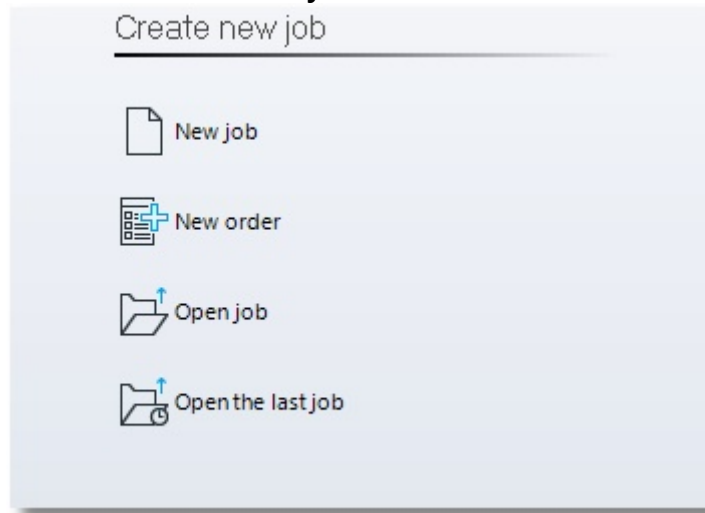 Create new job
New job
New order
Open job
Open the last job